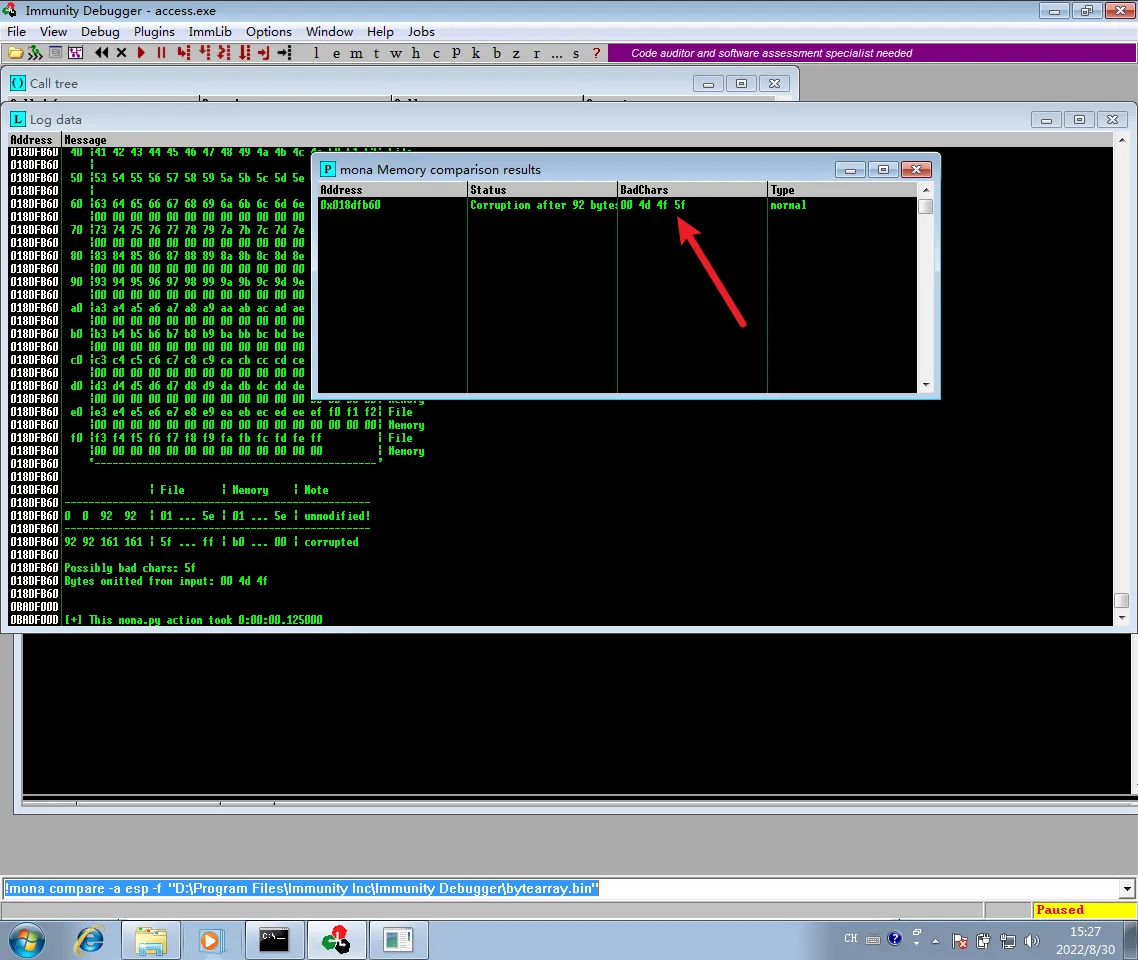 Immunity Debugger - access.exe
File View Debug Plugins ImmLib Options Window Help Jobs
l e m t w h c P k b z r ... s ? Code auditor and software assessment specialist needed
Call tree
Log data
Address Message
mona Memory comparison results
Address Status BadChars Type
0x018dfb60 Corruption after 92 bytes 00 4d 4f 5f normal
018DFB60 40 |41 42 43 44 45 46 47 48 49 4a 4b 4c
018DFB60 |
018DFB60 50 |53 54 55 56 57 58 59 5a 5b 5c 5d 5e
018DFB60 |
018DFB60 60 |63 64 65 66 67 68 69 6a 6b 6c 6d 6e
018DFB60 |00 00 00 00 00 00 00 00 00 00 00 00
018DFB60 70 |73 74 75 76 77 78 79 7a 7b 7c 7d 7e
018DFB60 |00 00 00 00 00 00 00 00 00 00 00 00
018DFB60 80 |83 84 85 86 87 88 89 8a 8b 8c 8d 8e
018DFB60 |00 00 00 00 00 00 00 00 00 00 00 00
018DFB60 90 |93 94 95 96 97 98 99 9a 9b 9c 9d 9e
018DFB60 |00 00 00 00 00 00 00 00 00 00 00 00
018DFB60 a0 |a3 a4 a5 a6 a7 a8 a9 aa ab ac ad ae
018DFB60 |00 00 00 00 00 00 00 00 00 00 00 00
018DFB60 b0 |b3 b4 b5 b6 b7 b8 b9 ba bb bc bd be
018DFB60 |00 00 00 00 00 00 00 00 00 00 00 00
018DFB60 c0 |c3 c4 c5 c6 c7 c8 c9 ca cb cc cd ce
018DFB60 |00 00 00 00 00 00 00 00 00 00 00 00
018DFB60 d0 |d3 d4 d5 d6 d7 d8 d9 da db dc dd de
018DFB60 |00 00 00 00 00 00 00 00 00 00 00 00 00 00 00 00| Memory
018DFB60 e0 |e3 e4 e5 e6 e7 e8 e9 ea eb ec ed ee ef f0 f1 f2| File
018DFB60 |00 00 00 00 00 00 00 00 00 00 00 00 00 00 00 00| Memory
018DFB60 f0 |f3 f4 f5 f6 f7 f8 f9 fa fb fc fd fe ff | File
018DFB60 |00 00 00 00 00 00 00 00 00 00 00 00 00 | Memory
018DFB60 `-----------------------------------------------'
018DFB60
018DFB60 | File | Memory | Note
018DFB60 ---------------------------------------------------
018DFB60 0 0 92 92 | 01 ... 5e | 01 ... 5e | unmodified!
018DFB60 ---------------------------------------------------
018DFB60 92 92 161 161 | 5f ... ff | b0 ... 00 | corrupted
018DFB60
018DFB60 Possibly bad chars: 5f
018DFB60 Bytes omitted from input: 00 4d 4f
018DFB60
0BADF00D
0BADF00D [+] This mona.py action took 0:00:00.125000
!mona compare -a esp -f "D:\Program Files\Immunity Inc\Immunity Debugger\bytearray.bin"
Paused
CH
15:27
2022/8/30